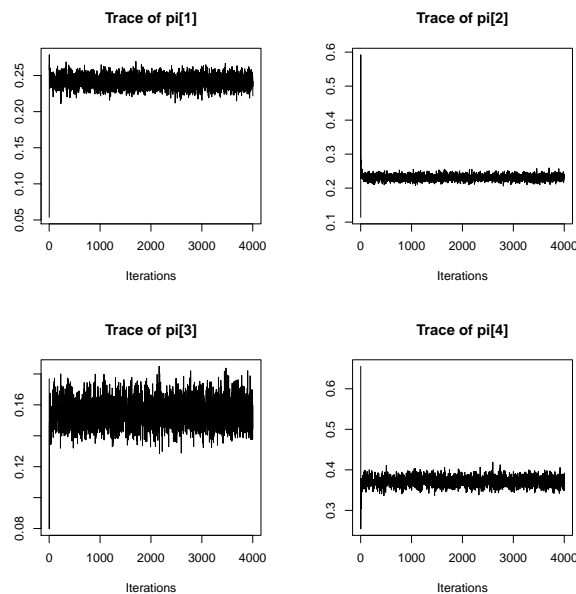 Trace of pi[1]
0.05 0.10 0.15 0.20 0.25
0 1000 2000 3000 4000
Iterations
Trace of pi[2]
0.1 0.2 0.3 0.4 0.5 0.6
0 1000 2000 3000 4000
Iterations
Trace of pi[3]
0.08 0.12 0.16
0 1000 2000 3000 4000
Iterations
Trace of pi[4]
0.3 0.4 0.5 0.6
0 1000 2000 3000 4000
Iterations